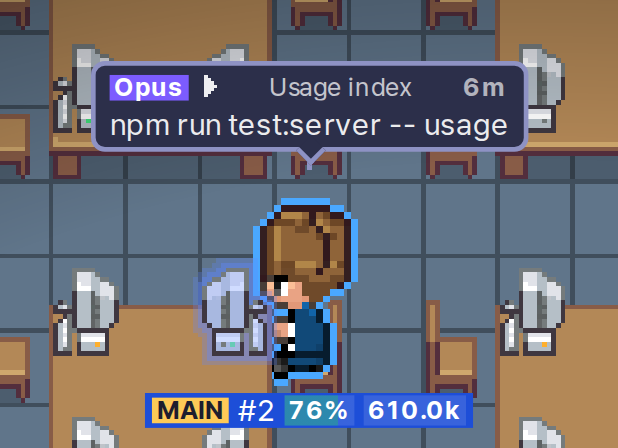 Opus Usage index 6m
npm run test:server -- usage
MAIN #2 76% 610.0k